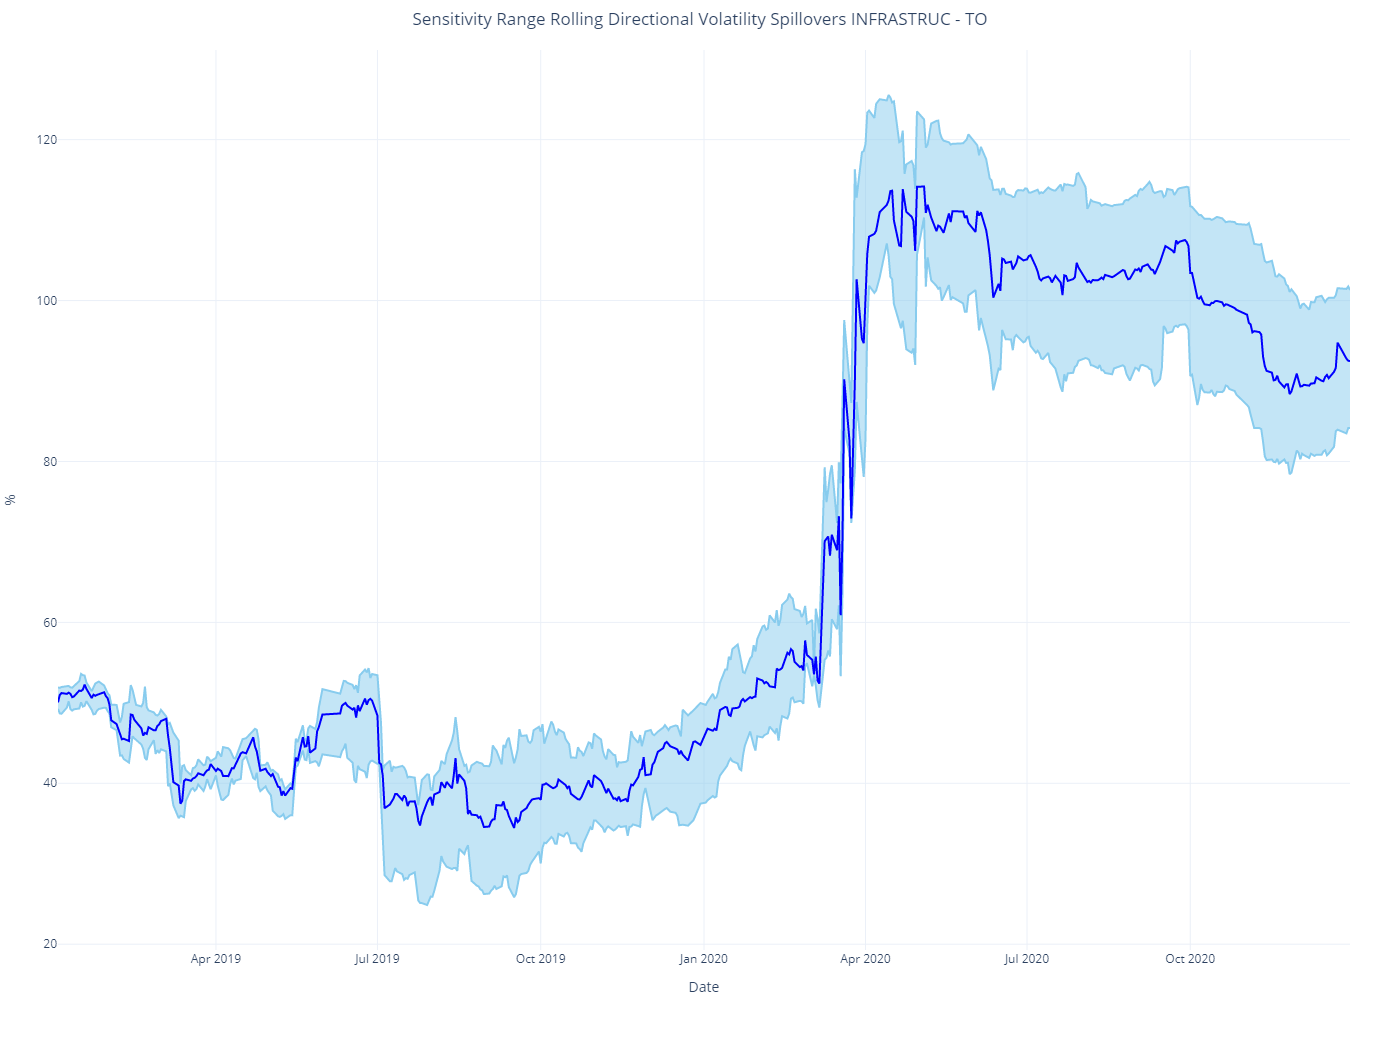 Sensitivity Range Rolling Directional Volatility Spillovers INFRASTRUC - TO
120
100
80
60
40
20
%
Apr 2019
Jul 2019
Oct 2019
Jan 2020
Apr 2020
Jul 2020
Oct 2020
Date